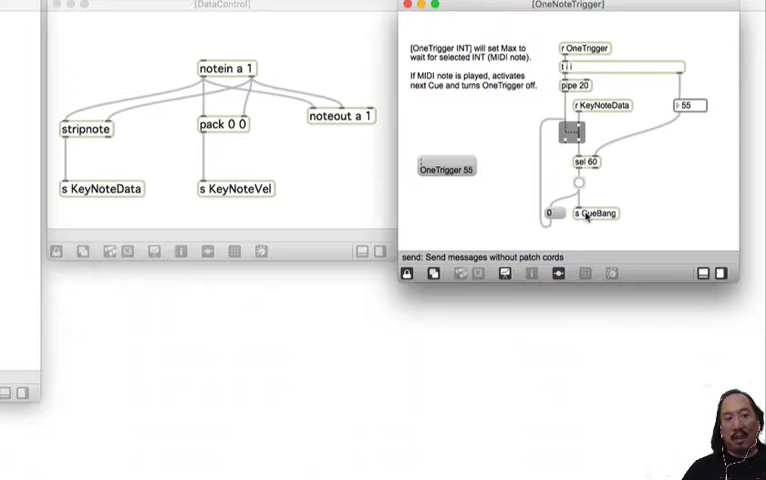 [DataControl]
notein a 1
stripnote
pack 0 0
noteout a 1
s KeyNoteData
s KeyNoteVel
[OneNoteTrigger]
[OneTrigger INT] will set Max to
wait for selected INT (MIDI note).
If MIDI note is played, activates
next Cue and turns OneTrigger off.
r OneTrigger
t i i
pipe 20
r KeyNoteData
55
sel 60
;
OneTrigger 55
0
s CueBang
send: Send messages without patch cords